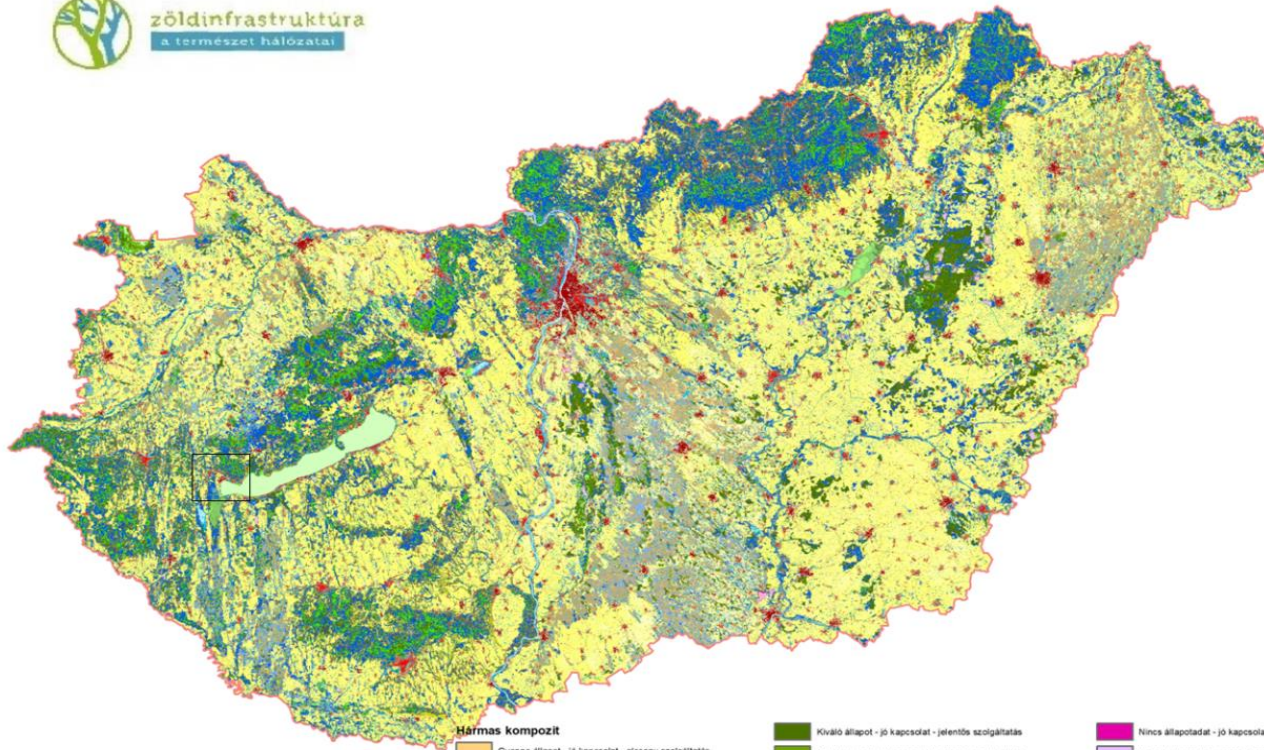 zöldinfrastruktúra
a természet hálózatai
Hármas kompozit
Kiváló állapot - jó kapcsolat - jelentős szolgáltatás
Nincs állapotadat - jó kapcsola